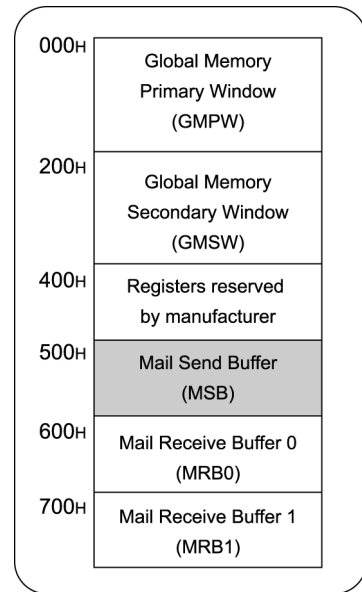 000H
Global Memory
Primary Window
(GMPW)
200H
Global Memory
Secondary Window
(GMSW)
400H
Registers reserved
by manufacturer
500H
Mail Send Buffer
(MSB)
600H
Mail Receive Buffer 0
(MRB0)
700H
Mail Receive Buffer 1
(MRB1)